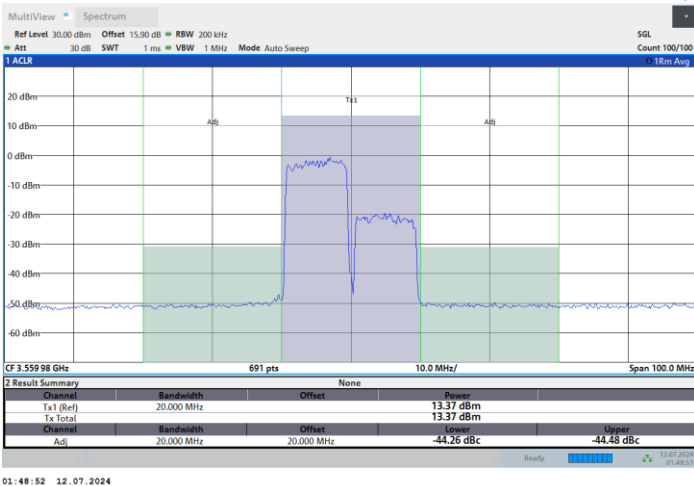 MultiView Spectrum
Ref Level 30.00 dBm Offset 15.90 dB RBW 200 kHz SGL
Att 30 dB SWT 1 ms VBW 1 MHz Mode Auto Sweep Count 100/100
1 ACLR 1Rm Avg
20 dBm
Tx1
10 dBm
Adj
Adj
0 dBm
-10 dBm
-20 dBm
-30 dBm
-40 dBm
-50 dBm
-60 dBm
CF 3.559 98 GHz 691 pts 10.0 MHz/ Span 100.0 MHz
2 Result Summary None
Channel Bandwidth Offset Power
Tx1 (Ref) 20.000 MHz 13.37 dBm
Tx Total 13.37 dBm
Channel Bandwidth Offset Lower Upper
Adj 20.000 MHz 20.000 MHz -44.26 dBc -44.48 dBc
Ready 12.07.2024
01:48:51
01:48:52 12.07.2024